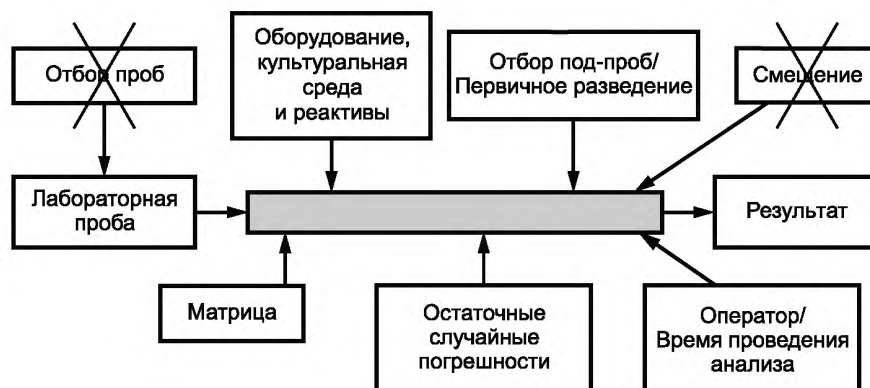 Отбор проб
Оборудование,
культуральная
среда
и реактивы
Отбор под-проб/
Первичное разведение
Смещение
Лабораторная
проба
Результат
Матрица
Остаточные
случайные
погрешности
Оператор/
Время проведения
анализа